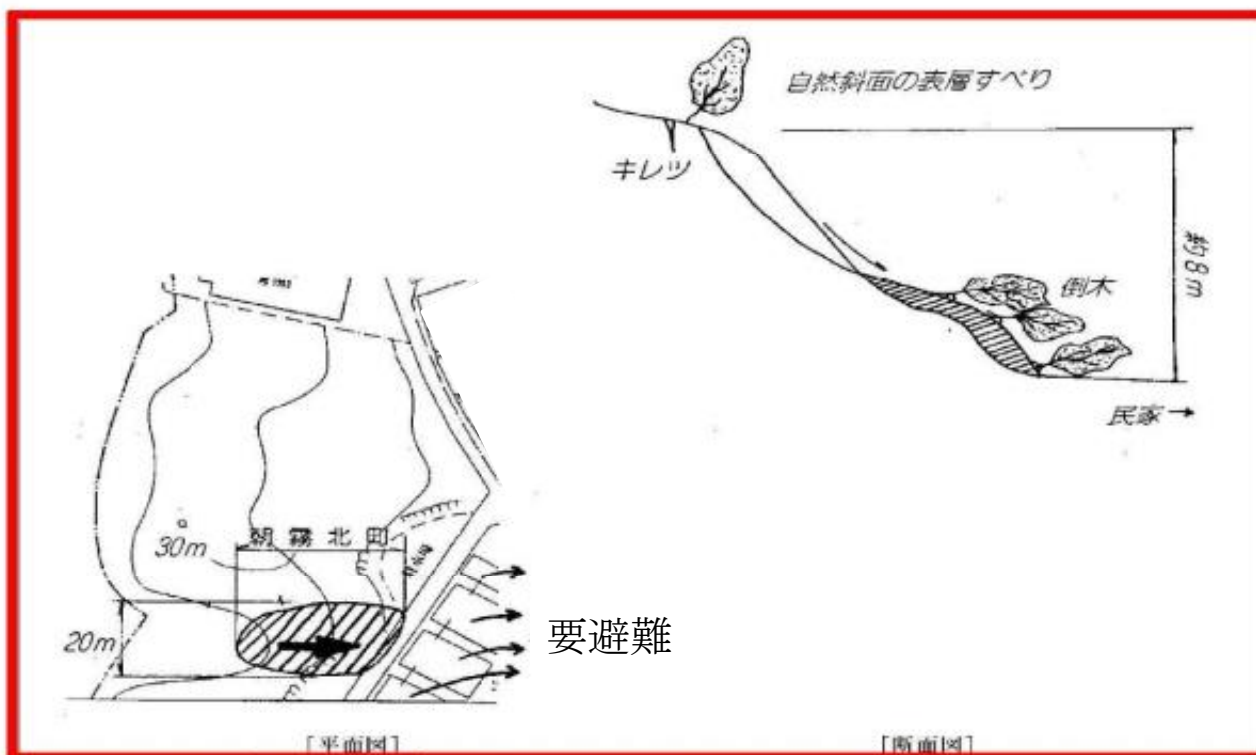 自然斜面の表層すべり
キレツ
約8m
倒木
民家→
朝霧北町
30m
20m
要避難
[平面図]
[断面図]